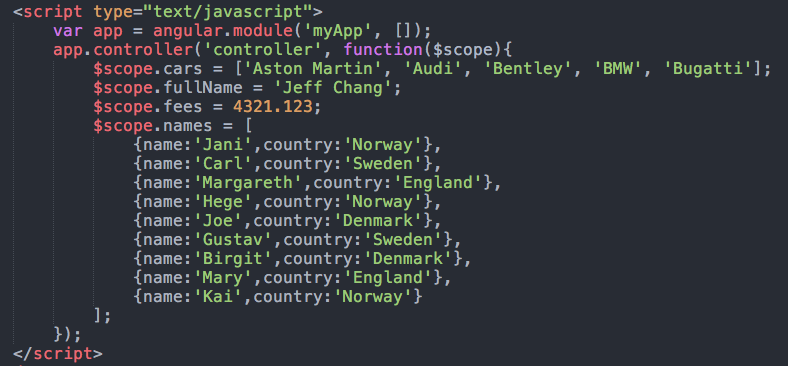 <script type="text/javascript">
    var app = angular.module('myApp', []);
    app.controller('controller', function($scope){
        $scope.cars = ['Aston Martin', 'Audi', 'Bentley', 'BMW', 'Bugatti'];
        $scope.fullName = 'Jeff Chang';
        $scope.fees = 4321.123;
        $scope.names = [
            {name:'Jani',country:'Norway'},
            {name:'Carl',country:'Sweden'},
            {name:'Margareth',country:'England'},
            {name:'Hege',country:'Norway'},
            {name:'Joe',country:'Denmark'},
            {name:'Gustav',country:'Sweden'},
            {name:'Birgit',country:'Denmark'},
            {name:'Mary',country:'England'},
            {name:'Kai',country:'Norway'}
        ];
    });
</script>